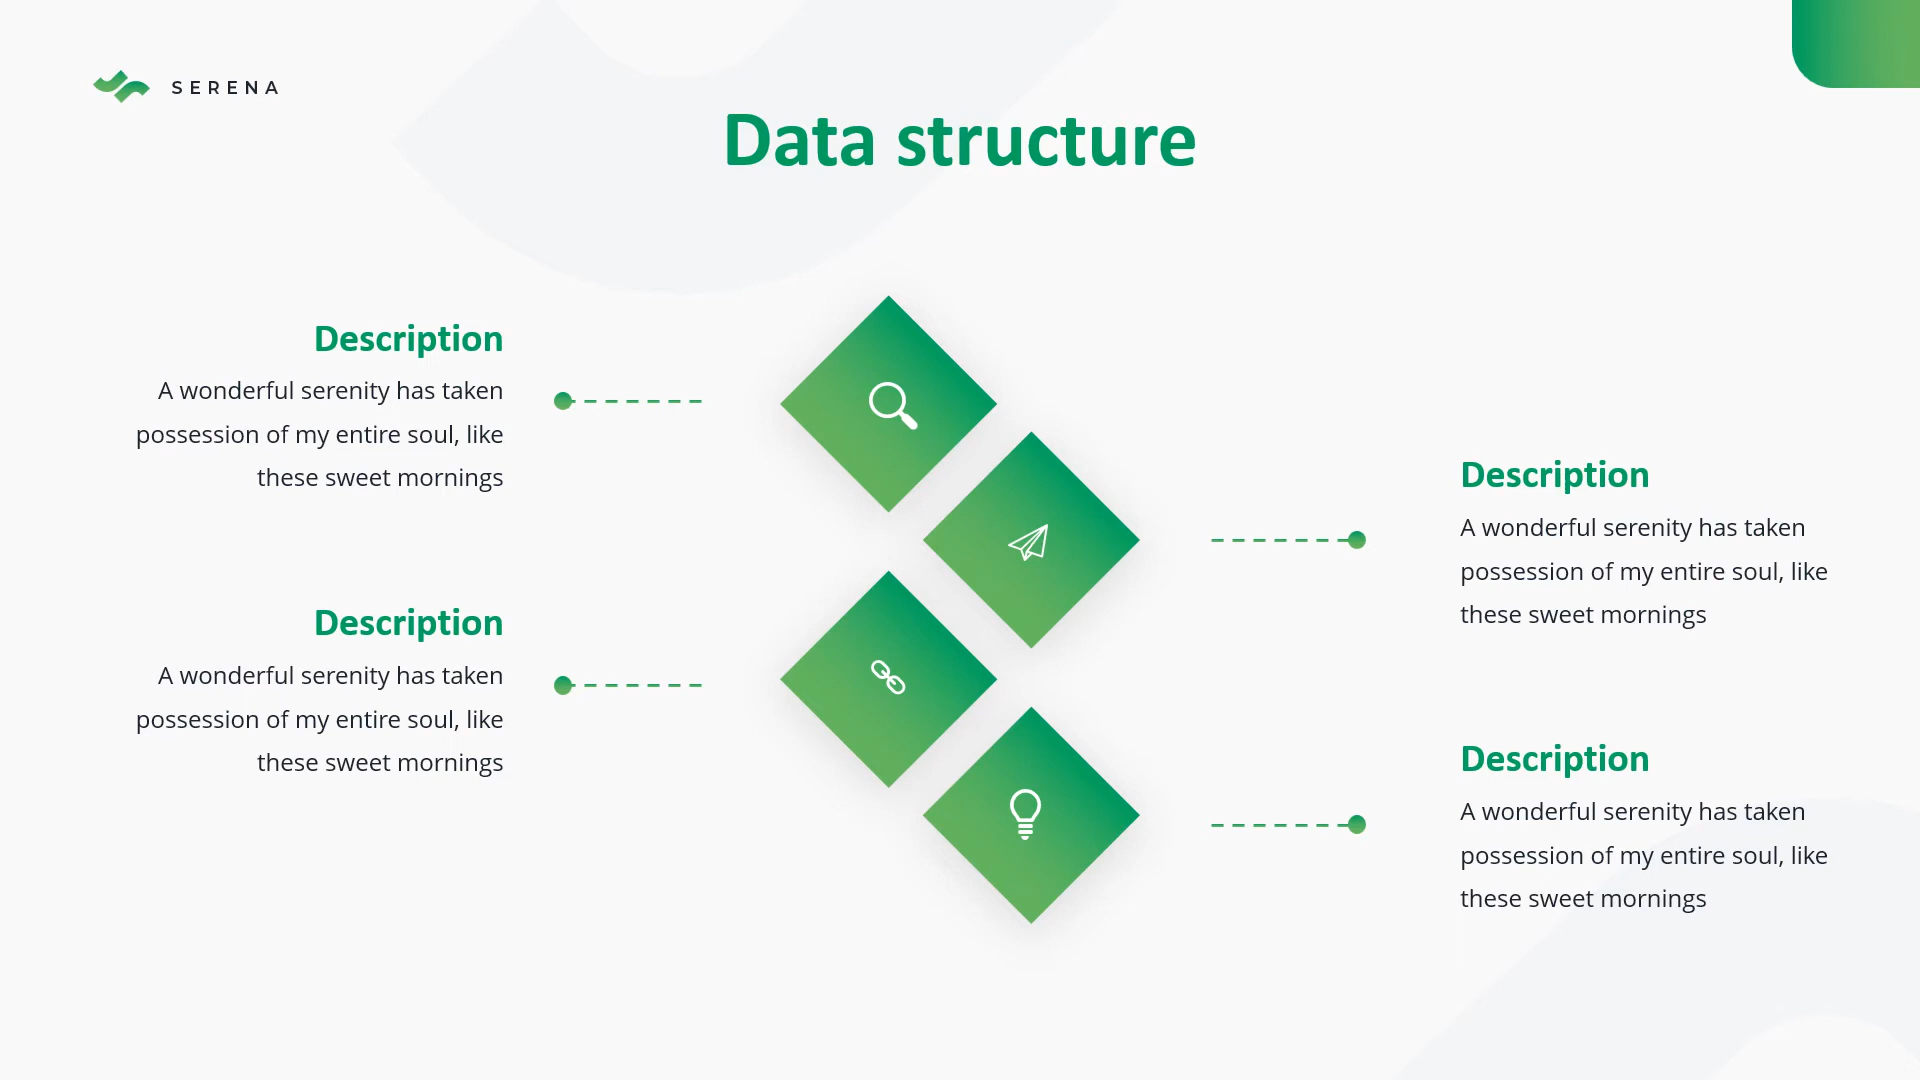 SERENA
Data structure
Description
A wonderful serenity has taken
possession of my entire soul, like
these sweet mornings
Description
A wonderful serenity has taken
possession of my entire soul, like
these sweet mornings
Description
A wonderful serenity has taken
possession of my entire soul, like
these sweet mornings
Description
A wonderful serenity has taken
possession of my entire soul, like
these sweet mornings